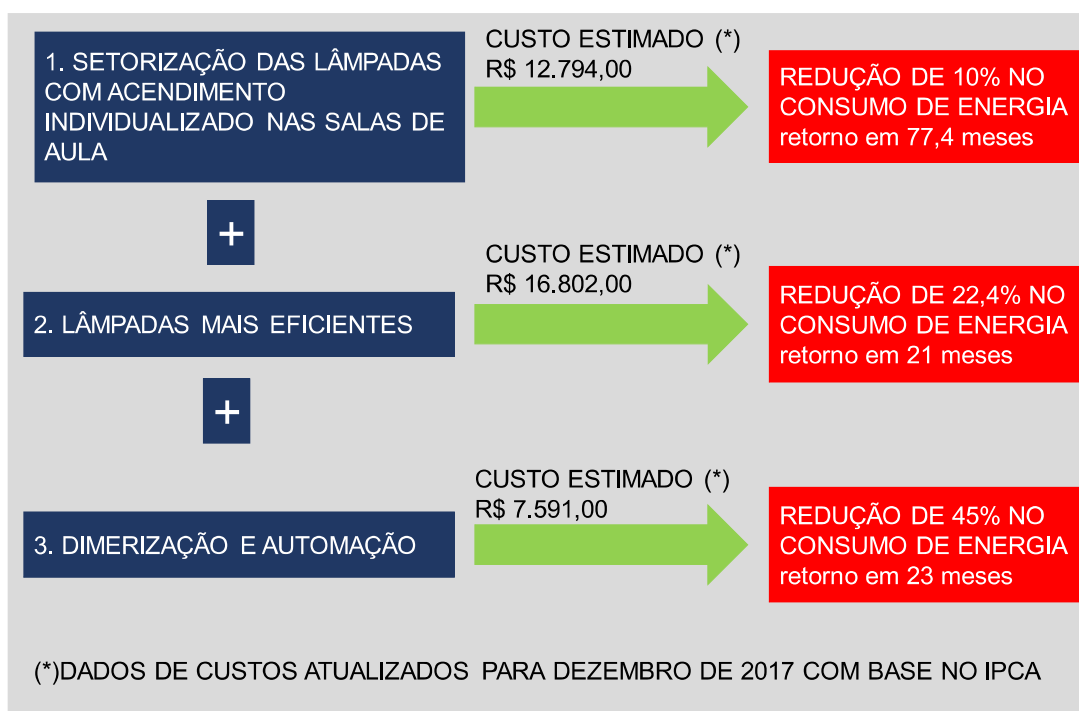 1. SETORIZAÇÃO DAS LÂMPADAS
COM ACENDIMENTO
INDIVIDUALIZADO NAS SALAS DE
AULA
CUSTO ESTIMADO (*)
R$ 12.794,00
REDUÇÃO DE 10% NO
CONSUMO DE ENERGIA
retorno em 77,4 meses
+
2. LÂMPADAS MAIS EFICIENTES
CUSTO ESTIMADO (*)
R$ 16.802,00
REDUÇÃO DE 22,4% NO
CONSUMO DE ENERGIA
retorno em 21 meses
+
3. DIMERIZAÇÃO E AUTOMAÇÃO
CUSTO ESTIMADO (*)
R$ 7.591,00
REDUÇÃO DE 45% NO
CONSUMO DE ENERGIA
retorno em 23 meses
(*)DADOS DE CUSTOS ATUALIZADOS PARA DEZEMBRO DE 2017 COM BASE NO IPCA